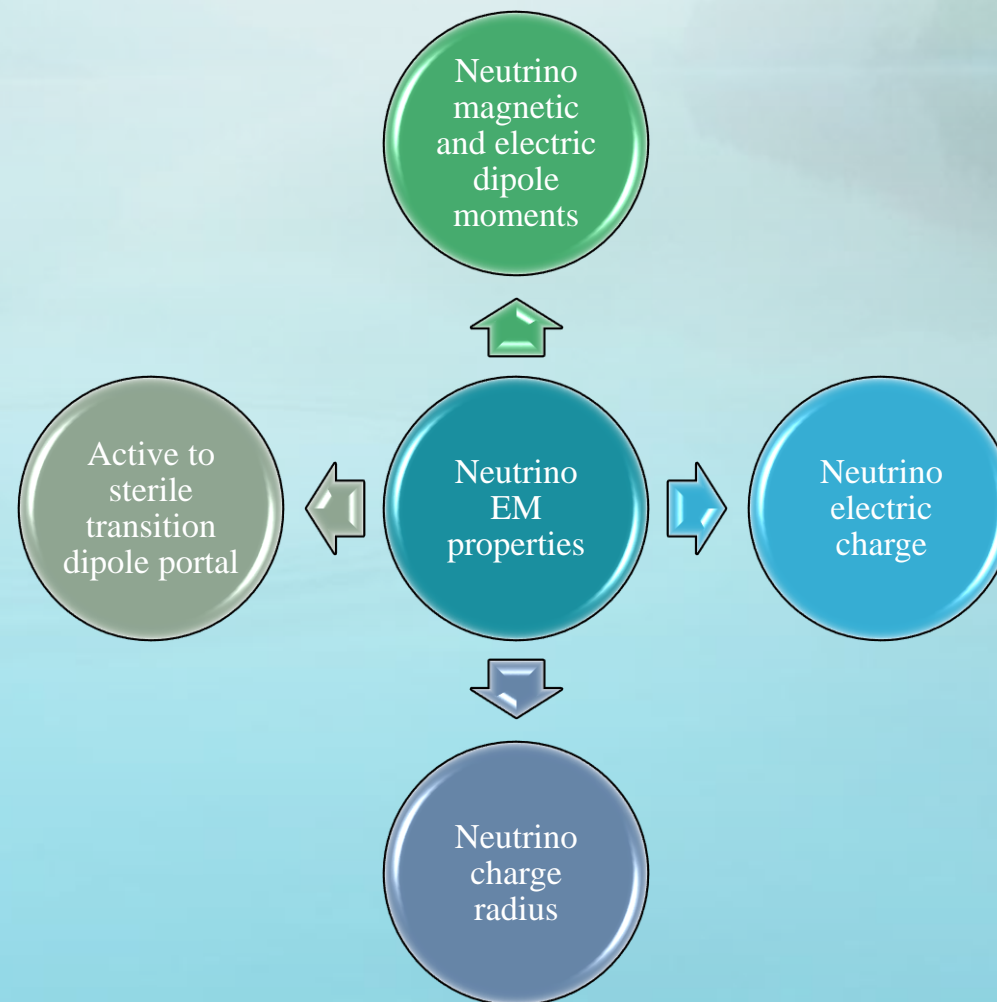 Neutrino
magnetic
and electric
dipole
moments
Active to
sterile
transition
dipole portal
Neutrino
EM
properties
Neutrino
electric
charge
Neutrino
charge
radius